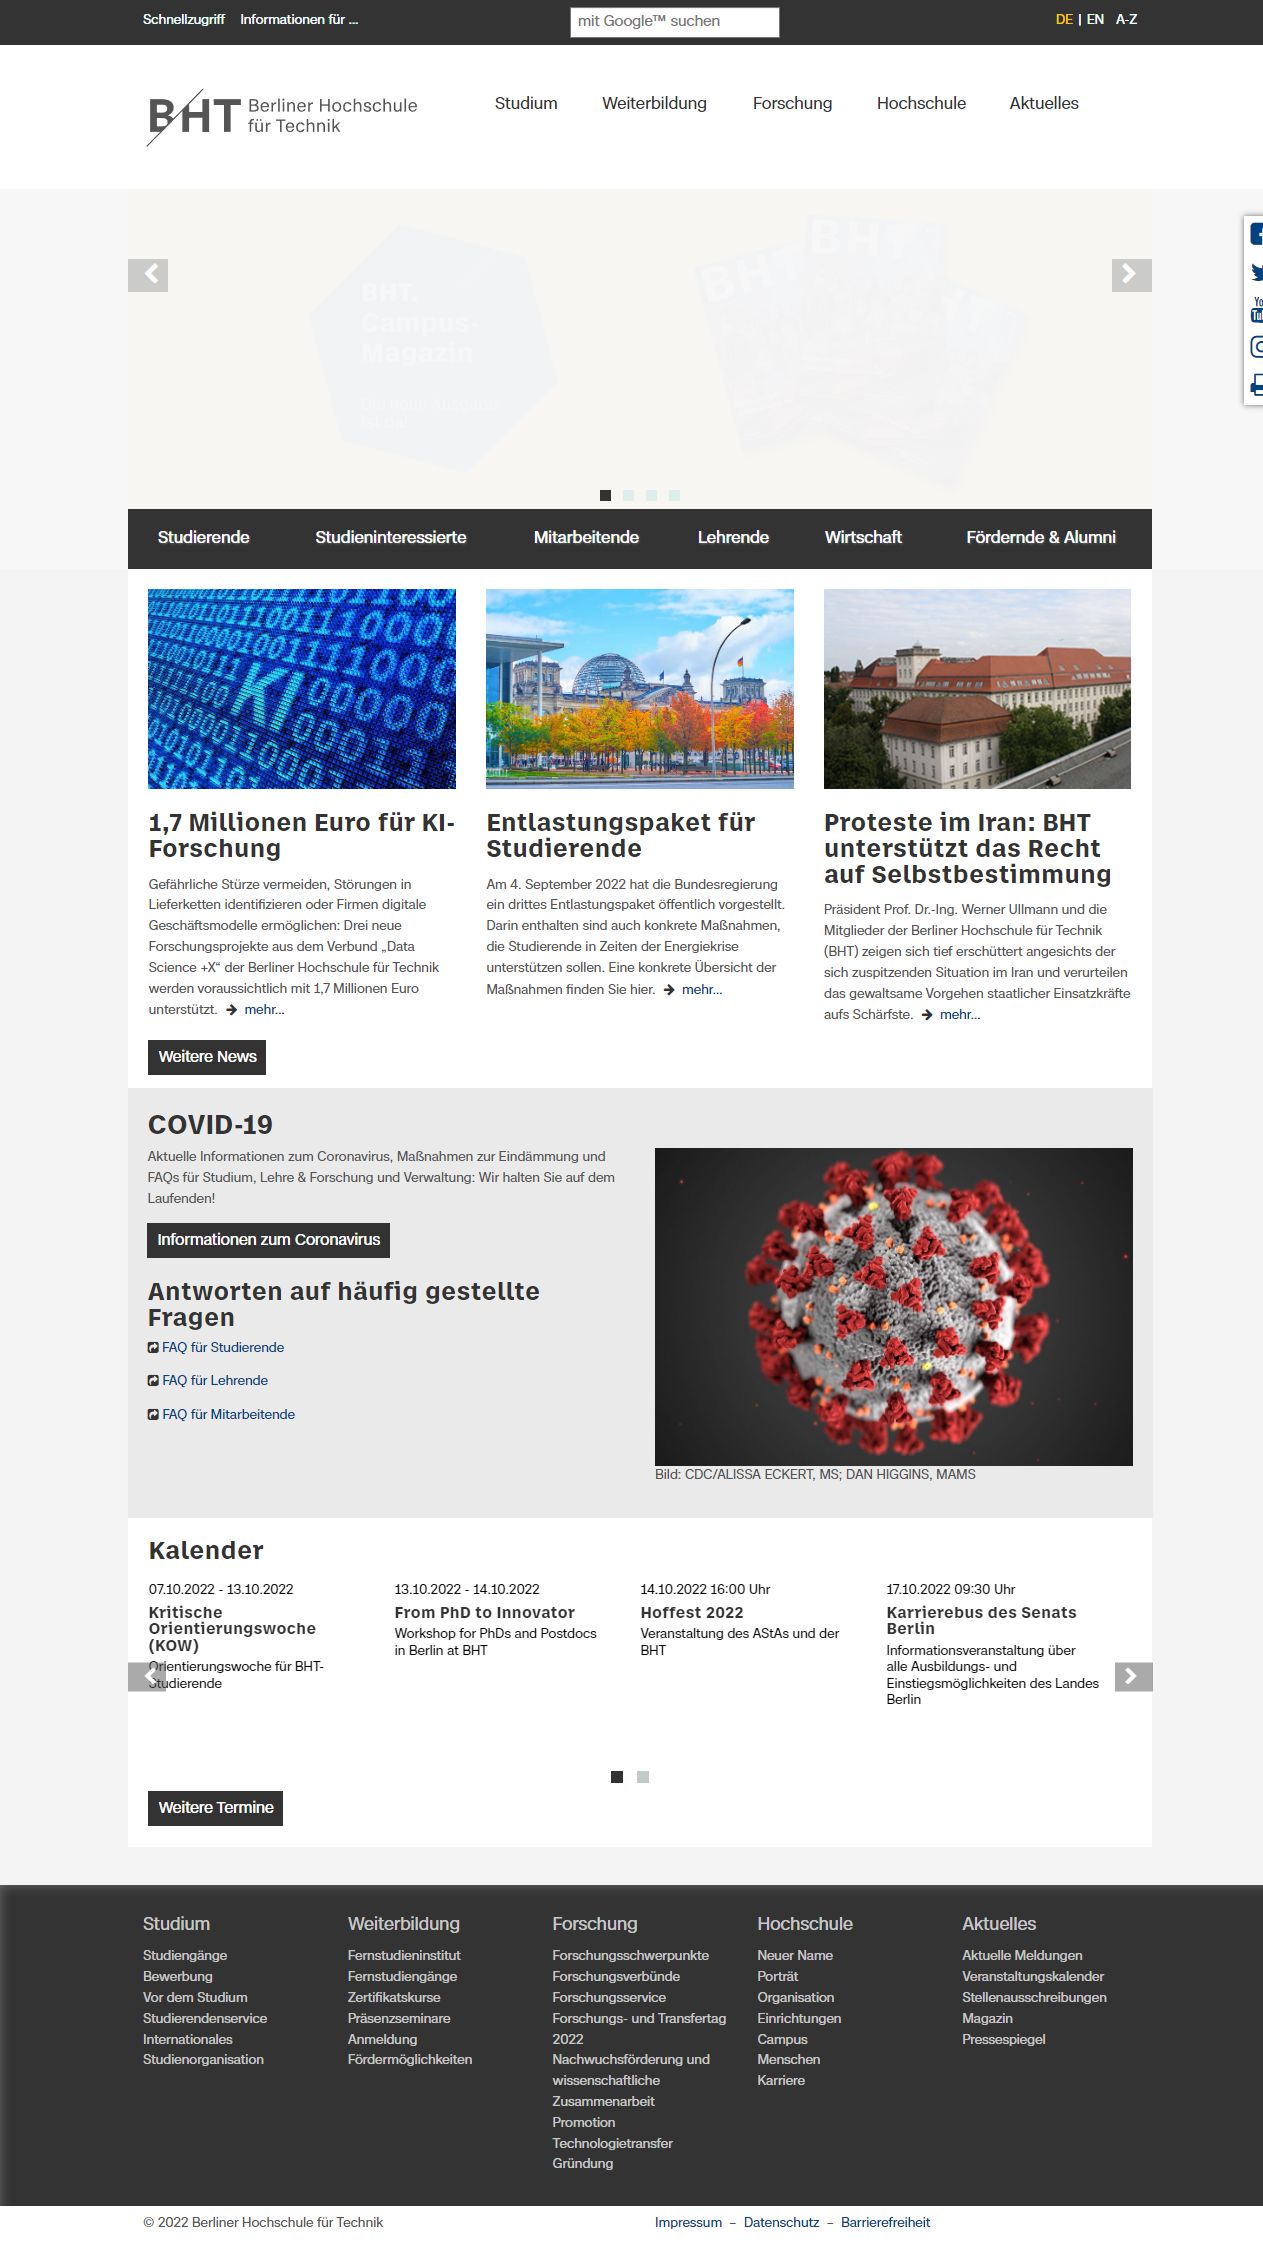 Schnellzugriff Informationen für ... mit Google™ suchen DE | EN A-Z
BHT Berliner Hochschule
für Technik
Studium Weiterbildung Forschung Hochschule Aktuelles
BHT.
Campus-
Magazin
Die neue Ausgabe
ist da!
BHT BHT
Studierende Studieninteressierte Mitarbeitende Lehrende Wirtschaft Fördernde & Alumni
KI
1,7 Millionen Euro für KI-
Forschung
Gefährliche Stürze vermeiden, Störungen in
Lieferketten identifizieren oder Firmen digitale
Geschäftsmodelle ermöglichen: Drei neue
Forschungsprojekte aus dem Verbund „Data
Science +X“ der Berliner Hochschule für Technik
werden voraussichtlich mit 1,7 Millionen Euro
unterstützt. mehr...
Entlastungspaket für
Studierende
Am 4. September 2022 hat die Bundesregierung
ein drittes Entlastungspaket öffentlich vorgestellt.
Darin enthalten sind auch konkrete Maßnahmen,
die Studierende in Zeiten der Energiekrise
unterstützen sollen. Eine konkrete Übersicht der
Maßnahmen finden Sie hier. mehr...
Proteste im Iran: BHT
unterstützt das Recht
auf Selbstbestimmung
Präsident Prof. Dr.-Ing. Werner Ullmann und die
Mitglieder der Berliner Hochschule für Technik
(BHT) zeigen sich tief erschüttert angesichts der
sich zuspitzenden Situation im Iran und verurteilen
das gewaltsame Vorgehen staatlicher Einsatzkräfte
aufs Schärfste. mehr...
Weitere News
COVID-19
Aktuelle Informationen zum Coronavirus, Maßnahmen zur Eindämmung und
FAQs für Studium, Lehre & Forschung und Verwaltung: Wir halten Sie auf dem
Laufenden!
Informationen zum Coronavirus
Antworten auf häufig gestellte
Fragen
FAQ für Studierende
FAQ für Lehrende
FAQ für Mitarbeitende
Bild: CDC/ALISSA ECKERT, MS; DAN HIGGINS, MAMS
Kalender
07.10.2022 - 13.10.2022
Kritische
Orientierungswoche
(KOW)
Orientierungswoche für BHT-
Studierende
13.10.2022 - 14.10.2022
From PhD to Innovator
Workshop for PhDs and Postdocs
in Berlin at BHT
14.10.2022 16:00 Uhr
Hoffest 2022
Veranstaltung des AStAs und der
BHT
17.10.2022 09:30 Uhr
Karrierebus des Senats
Berlin
Informationsveranstaltung über
alle Ausbildungs- und
Einstiegsmöglichkeiten des Landes
Berlin
Weitere Termine
Studium
Studiengänge
Bewerbung
Vor dem Studium
Studierendenservice
Internationales
Studienorganisation
Weiterbildung
Fernstudieninstitut
Fernstudiengänge
Zertifikatskurse
Präsenzseminare
Anmeldung
Fördermöglichkeiten
Forschung
Forschungsschwerpunkte
Forschungsverbünde
Forschungsservice
Forschungs- und Transfertag
2022
Nachwuchsförderung und
wissenschaftliche
Zusammenarbeit
Promotion
Technologietransfer
Gründung
Hochschule
Neuer Name
Porträt
Organisation
Einrichtungen
Campus
Menschen
Karriere
Aktuelles
Aktuelle Meldungen
Veranstaltungskalender
Stellenausschreibungen
Magazin
Pressespiegel
© 2022 Berliner Hochschule für Technik
Impressum – Datenschutz – Barrierefreiheit